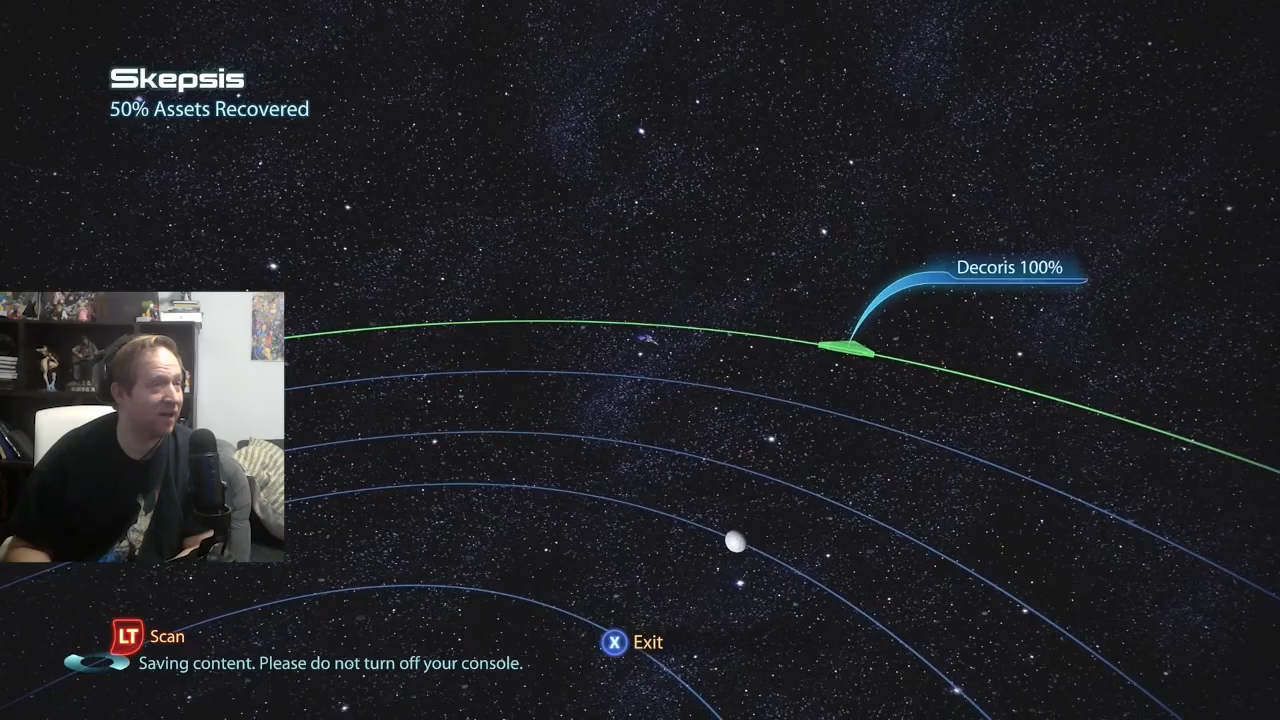 Skepsis
50% Assets Recovered
Decoris 100%
LT Scan
X Exit
Saving content. Please do not turn off your console.